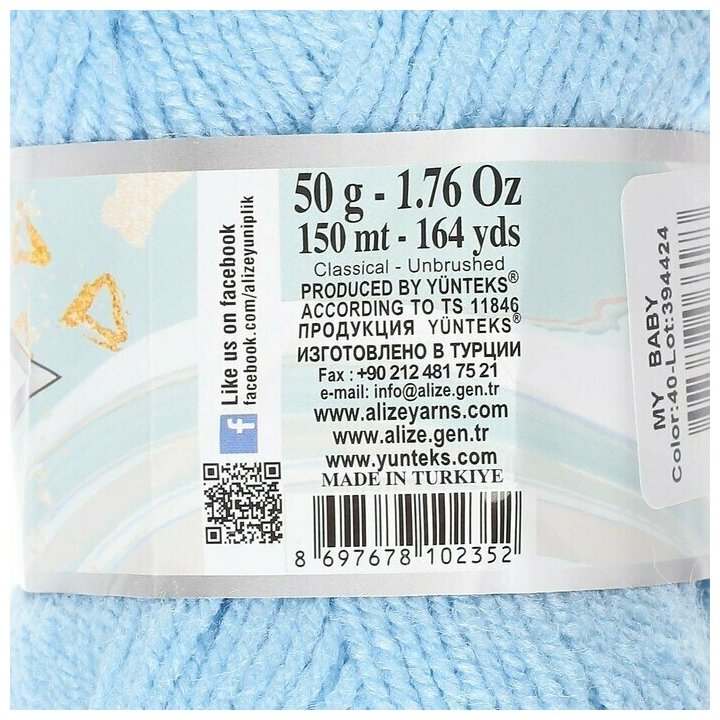 Like us on facebook
facebook.com/alizeyuniplik
f
50 g - 1.76 Oz
150 mt - 164 yds
Classical - Unbrushed
PRODUCED BY YÜNTEKS®
ACCORDING TO TS 11846
ПРОДУКЦИЯ YÜNTEKS®
ИЗГОТОВЛЕНО В ТУРЦИИ
Fax : +90 212 481 75 21
e-mail: info@alize.gen.tr
www.alizeyarns.com
www.alize.gen.tr
www.yunteks.com
MADE IN TURKIYE
8 697678 102352
MY BABY
Color:40-Lot:394424